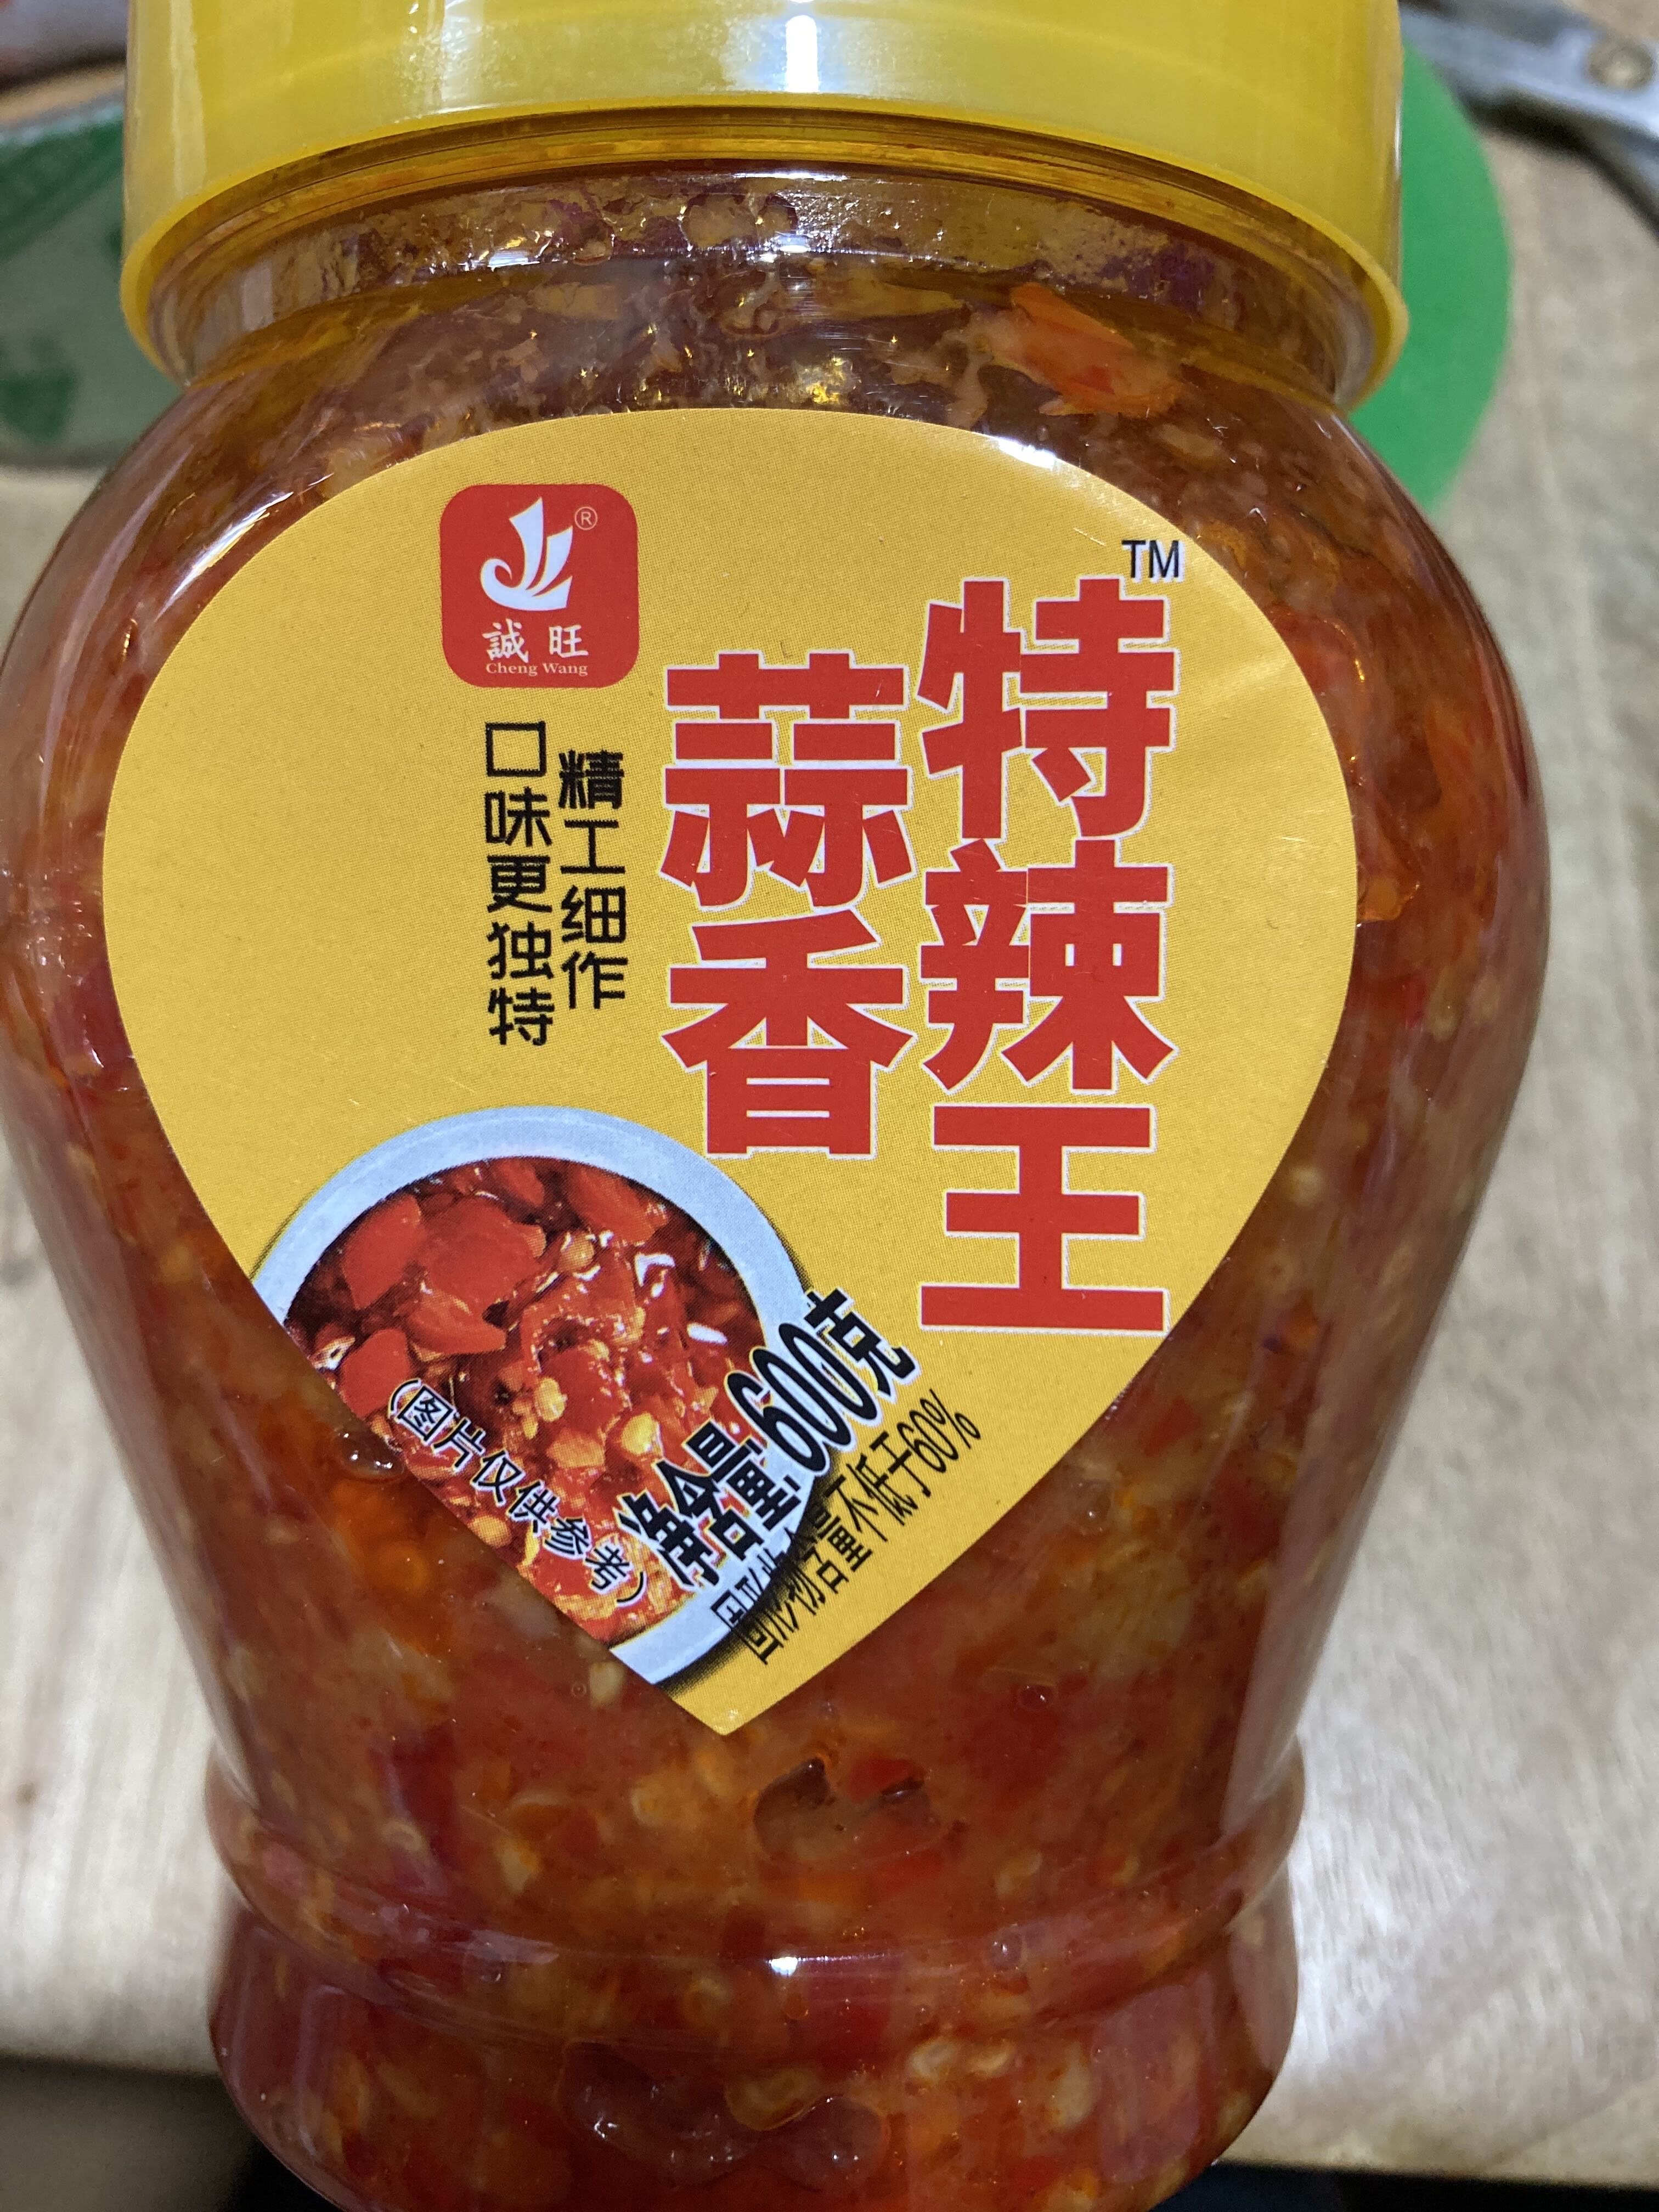 ®
誠旺
Cheng Wang
TM
特辣王
蒜香
精工细作
口味更独特
净含量:600克
固形物含量不低于60%
(图片仅供参考)